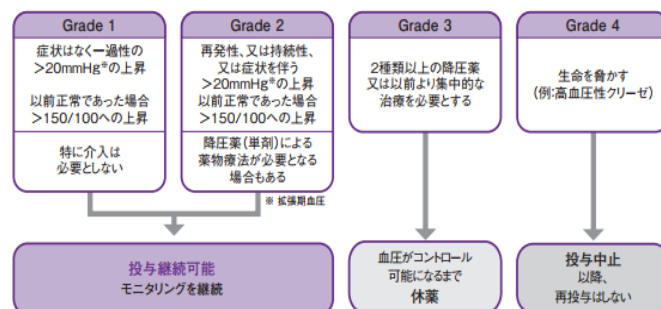 Grade 1
症状はなく一過性の
>20mmHg※の上昇
以前正常であった場合
>150/100への上昇
特に介入は
必要としない
Grade 2
再発性、又は持続性、
又は症状を伴う
>20mmHg※の上昇
以前正常であった場合
>150/100への上昇
降圧薬(単剤)による
薬物療法が必要となる
場合もある
※ 拡張期血圧
Grade 3
2種類以上の降圧薬
又は以前より集中的な
治療を必要とする
Grade 4
生命を脅かす
(例:高血圧性クリーゼ)
投与継続可能
モニタリングを継続
血圧がコントロール
可能になるまで
休薬
投与中止
以降、
再投与はしない